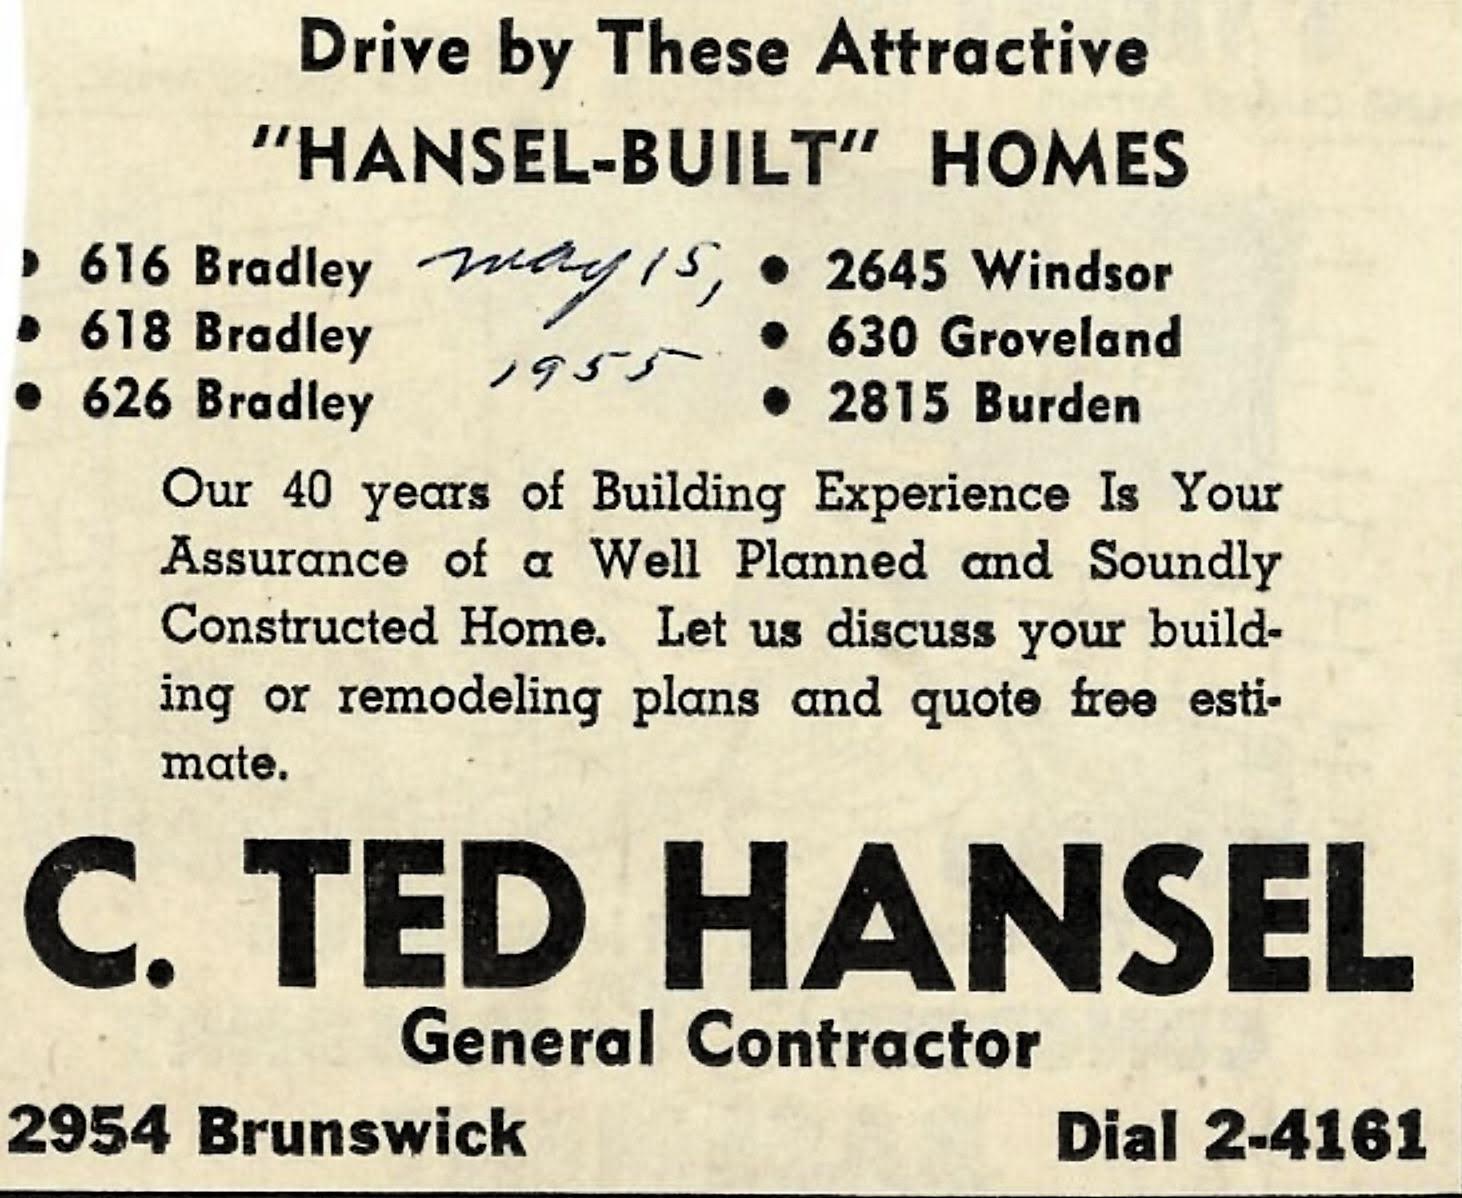 Drive by These Attractive
"HANSEL-BUILT" HOMES
• 616 Bradley
• 618 Bradley
• 626 Bradley
May 15,
1955
• 2645 Windsor
• 630 Groveland
• 2815 Burden
Our 40 years of Building Experience Is Your
Assurance of a Well Planned and Soundly
Constructed Home. Let us discuss your build-
ing or remodeling plans and quote free esti-
mate.
C. TED HANSEL
General Contractor
2954 Brunswick
Dial 2-4161